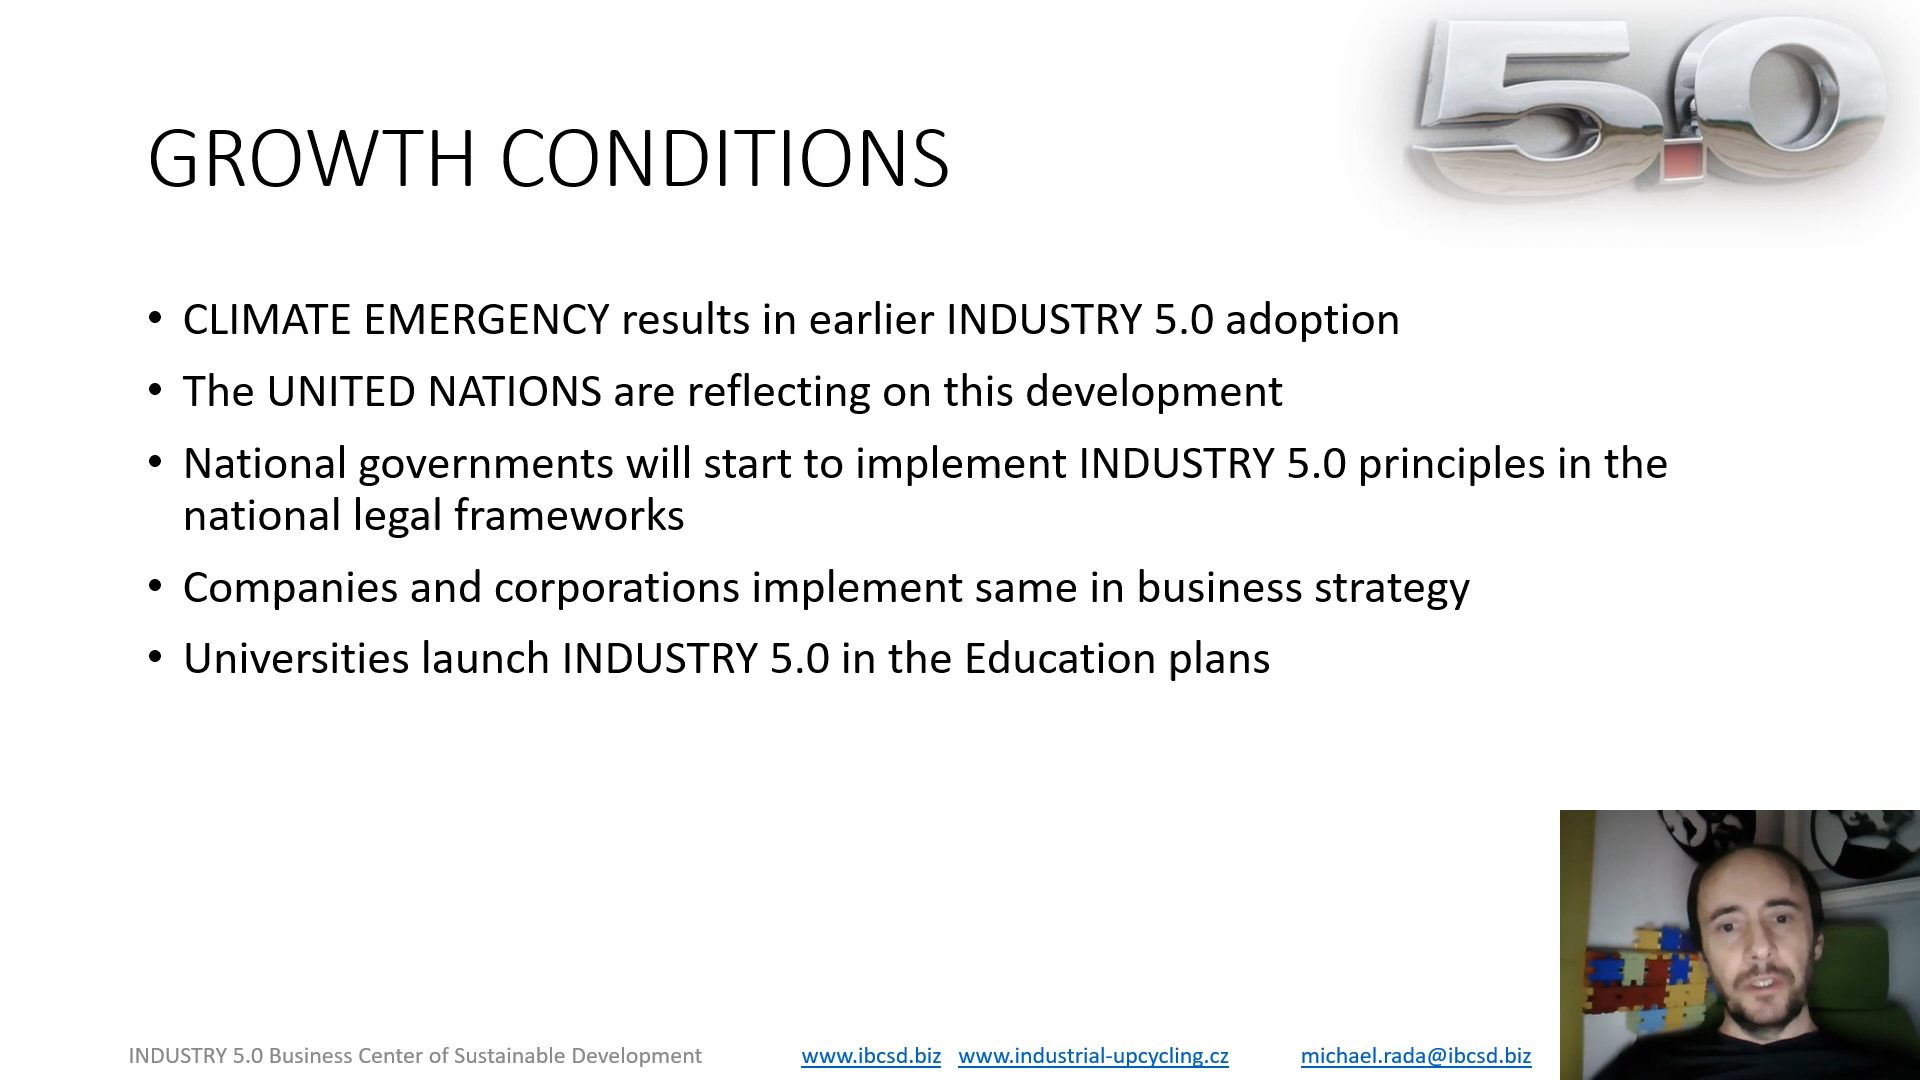 5.0
GROWTH CONDITIONS
• CLIMATE EMERGENCY results in earlier INDUSTRY 5.0 adoption
• The UNITED NATIONS are reflecting on this development
• National governments will start to implement INDUSTRY 5.0 principles in the
national legal frameworks
• Companies and corporations implement same in business strategy
• Universities launch INDUSTRY 5.0 in the Education plans
INDUSTRY 5.0 Business Center of Sustainable Development www.ibcsd.biz www.industrial-upcycling.cz michael.rada@ibcsd.biz